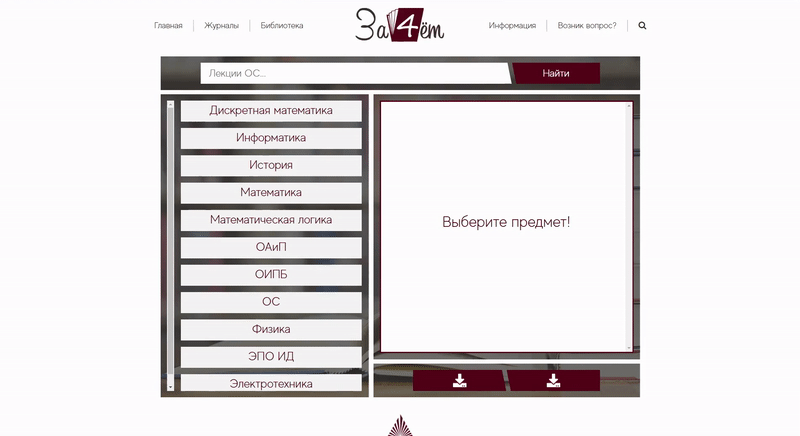 Главная
Журналы
Библиотека
За4ёт
Информация
Возник вопрос?
Лекции ОС...
Найти
Дискретная математика
Информатика
История
Математика
Математическая логика
ОАиП
ОИПБ
ОС
Физика
ЭПО ИД
Электротехника
Выберите предмет!